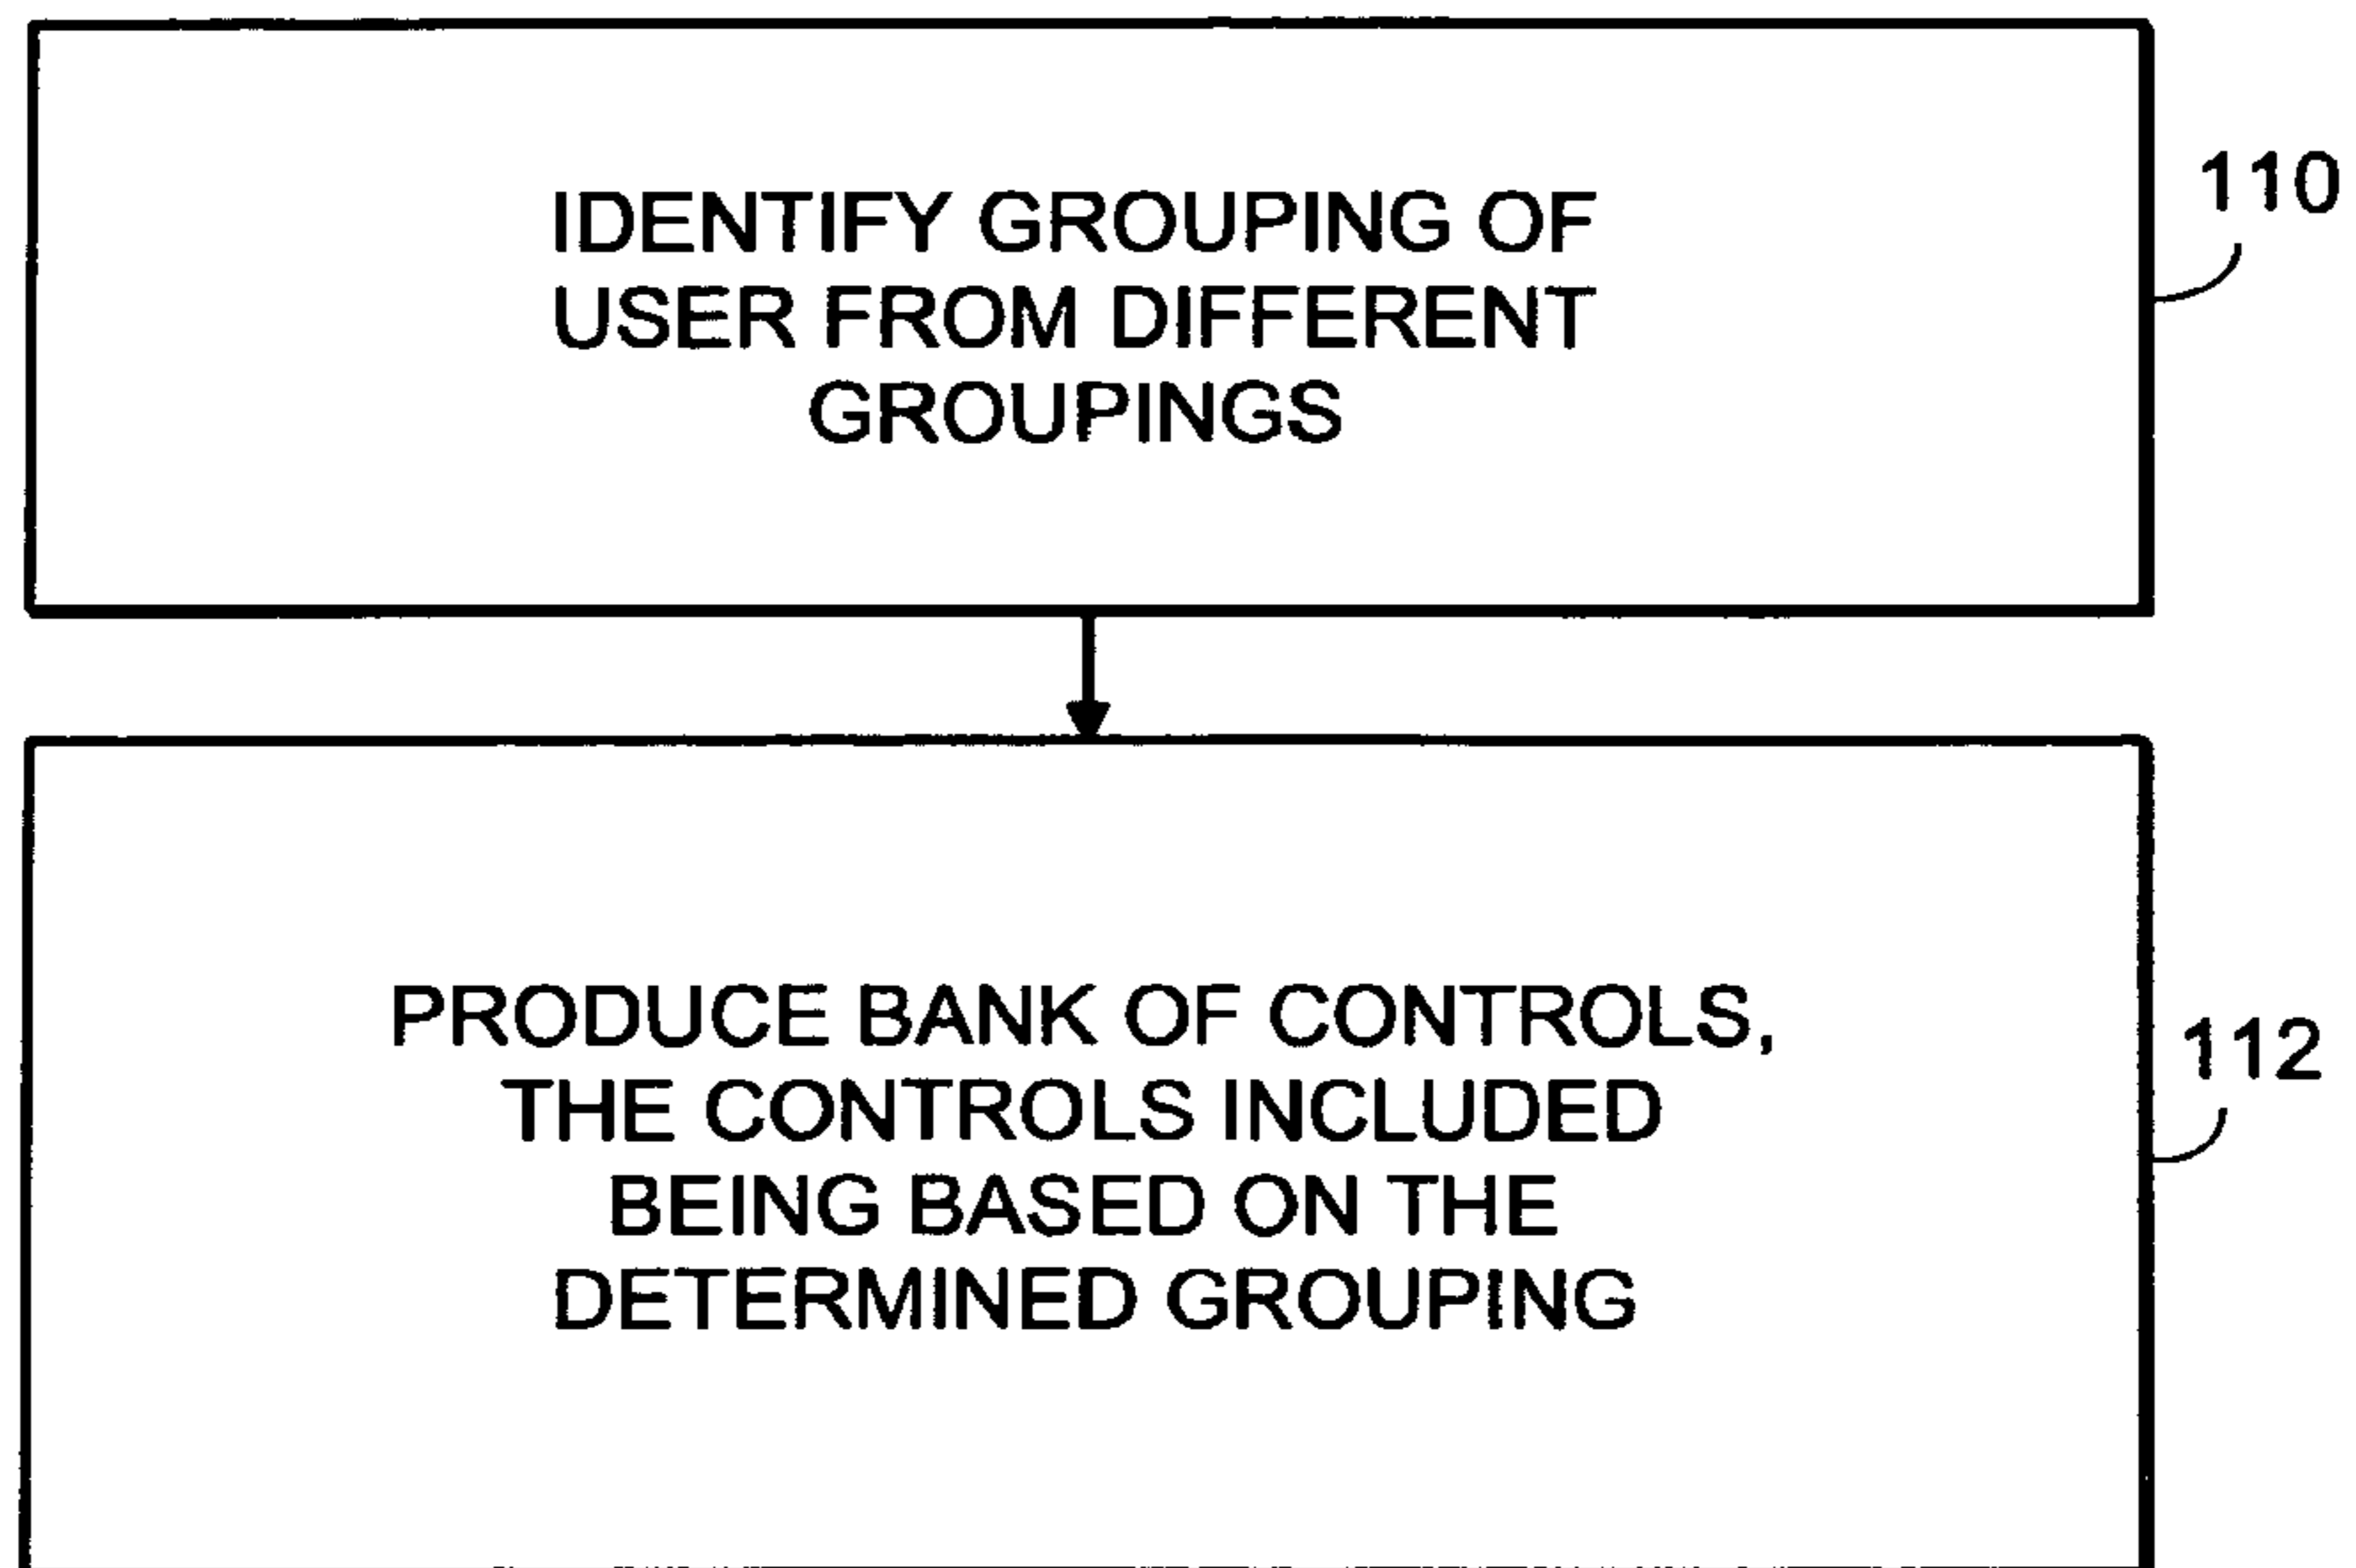 IDENTIFY GROUPING OF
USER FROM DIFFERENT
GROUPINGS
110
PRODUCE BANK OF CONTROLS,
THE CONTROLS INCLUDED
BEING BASED ON THE
DETERMINED GROUPING
112